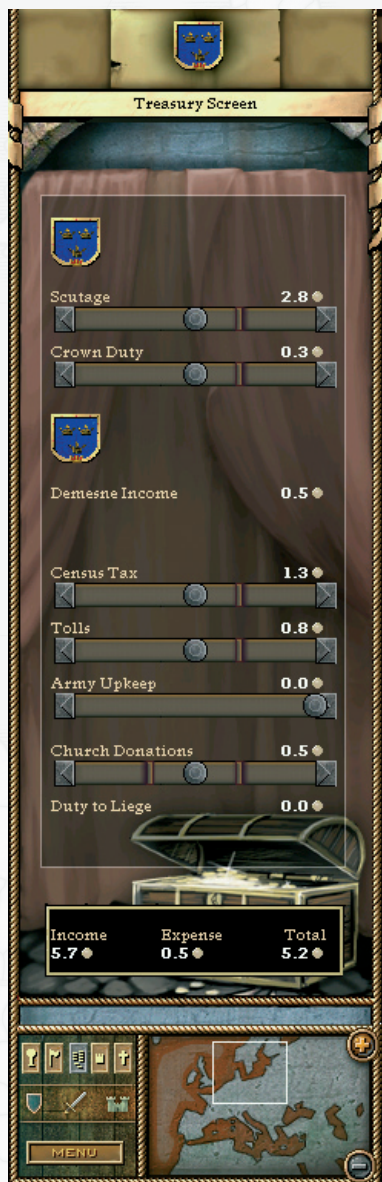 Treasury Screen
Scutage 2.8
Crown Duty 0.3
Demesne Income 0.5
Census Tax 1.3
Tolls 0.8
Army Upkeep 0.0
Church Donations 0.5
Duty to Liege 0.0
Income Expense Total
5.7 0.5 5.2
MENU